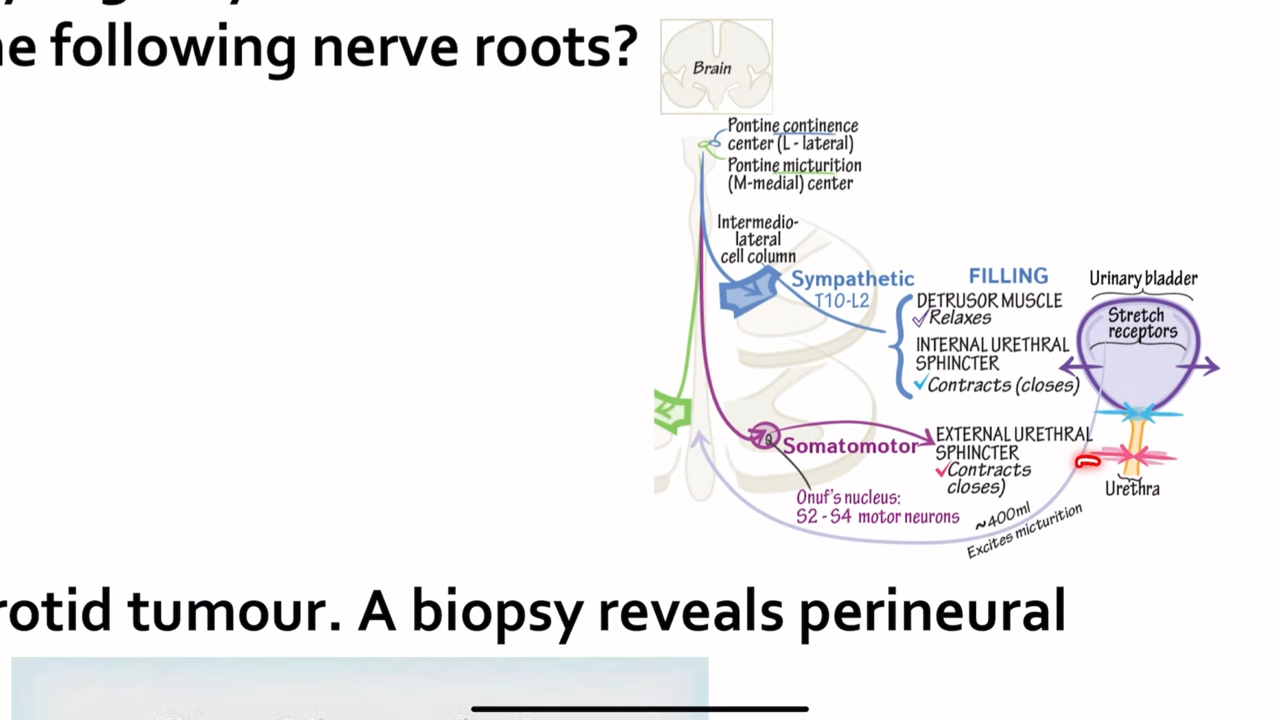 he following nerve roots?
Brain
Pontine continence
center (L - lateral)
Pontine micturition
(M-medial) center
Intermedio-
lateral
cell column
Sympathetic
T10-L2
FILLING
DETRUSOR MUSCLE
Relaxes
INTERNAL URETHRAL
SPHINCTER
Contracts (closes)
Urinary bladder
Stretch
receptors
Somatomotor
EXTERNAL URETHRAL
SPHINCTER
Contracts
closes)
Urethra
Onuf's nucleus:
S2 - S4 motor neurons
~400ml
Excites micturition
rotid tumour. A biopsy reveals perineural